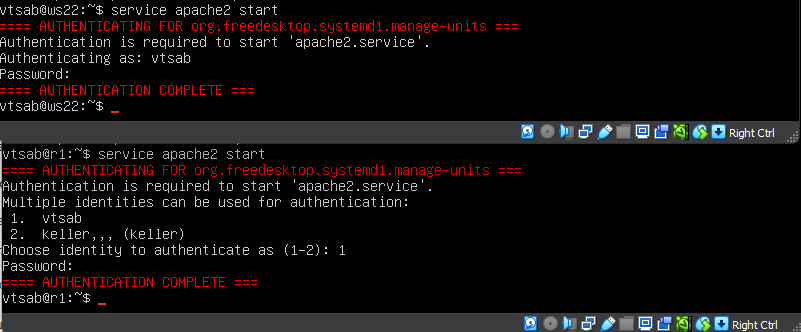 vtsab@ws22:~$ service apache2 start
==== AUTHENTICATING FOR org.freedesktop.systemd1.manage-units ===
Authentication is required to start 'apache2.service'.
Authenticating as: vtsab
Password:
==== AUTHENTICATION COMPLETE ===
vtsab@ws22:~$ _
Right Ctrl
vtsab@r1:~$ service apache2 start
==== AUTHENTICATING FOR org.freedesktop.systemd1.manage-units ===
Authentication is required to start 'apache2.service'.
Multiple identities can be used for authentication:
1. vtsab
2. keller,,, (keller)
Choose identity to authenticate as (1-2): 1
Password:
==== AUTHENTICATION COMPLETE ===
vtsab@r1:~$ _
Right Ctrl